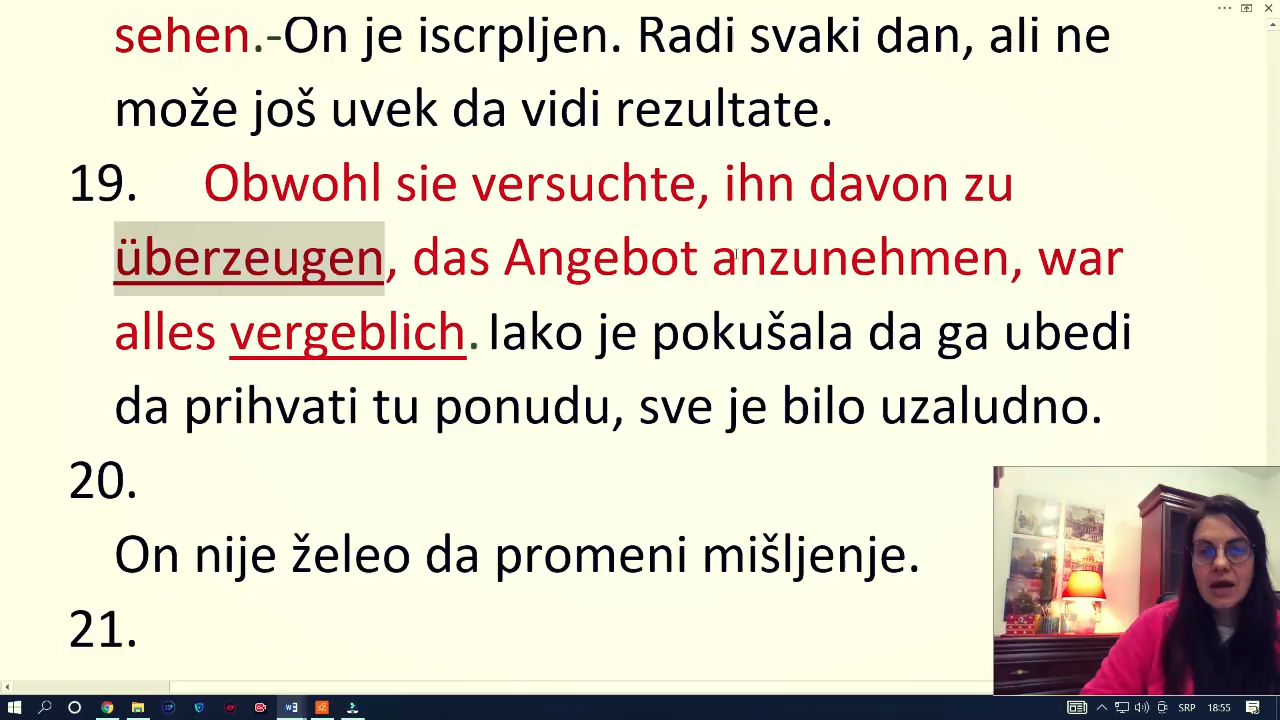 sehen.-On je iscrpljen. Radi svaki dan, ali ne
može još uvek da vidi rezultate.
19. Obwohl sie versuchte, ihn davon zu
überzeugen, das Angebot anzunehmen, war
alles vergeblich. Iako je pokušala da ga ubedi
da prihvati tu ponudu, sve je bilo uzaludno.
20.
On nije želeo da promeni mišljenje.
21.
SRP 18:55